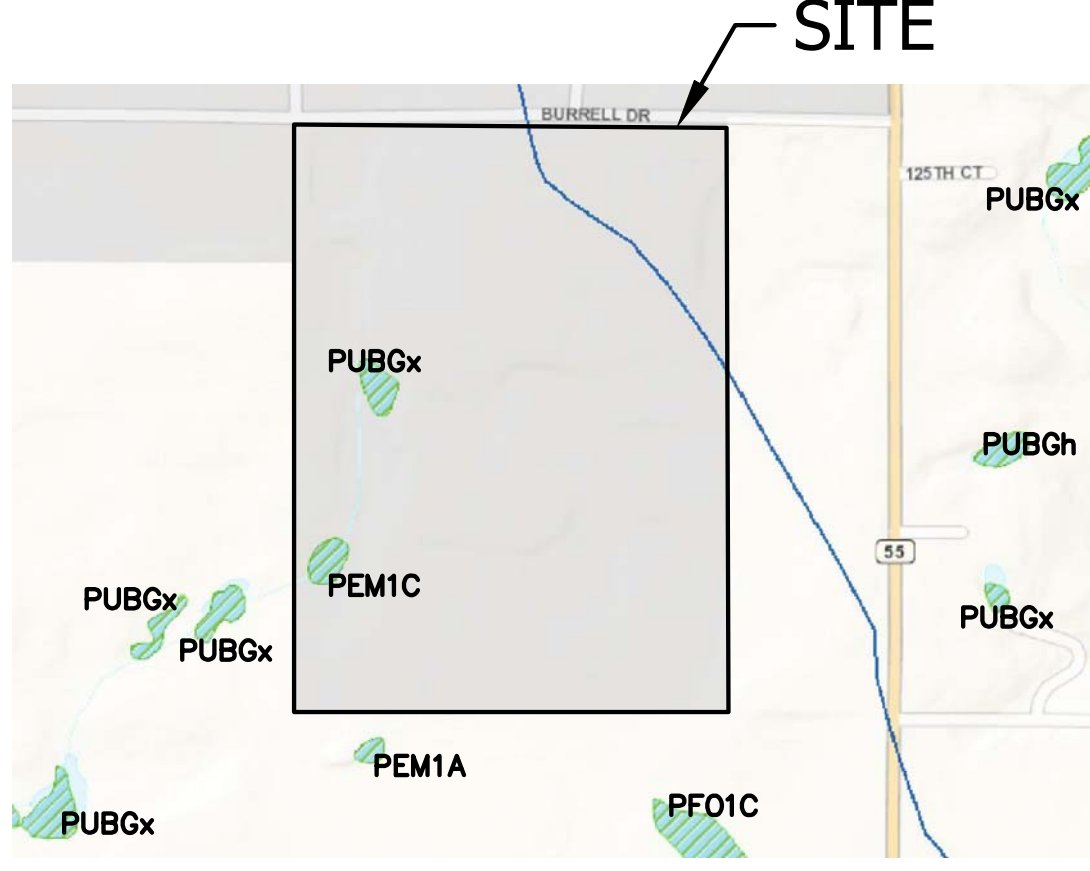 SITE
BURRELL DR
125TH CT
PUBGx
PUBGx
PUBGh
55
PEM1C
PUBGx
PUBGx
PUBGx
PEM1A
PFO1C
PUBGx